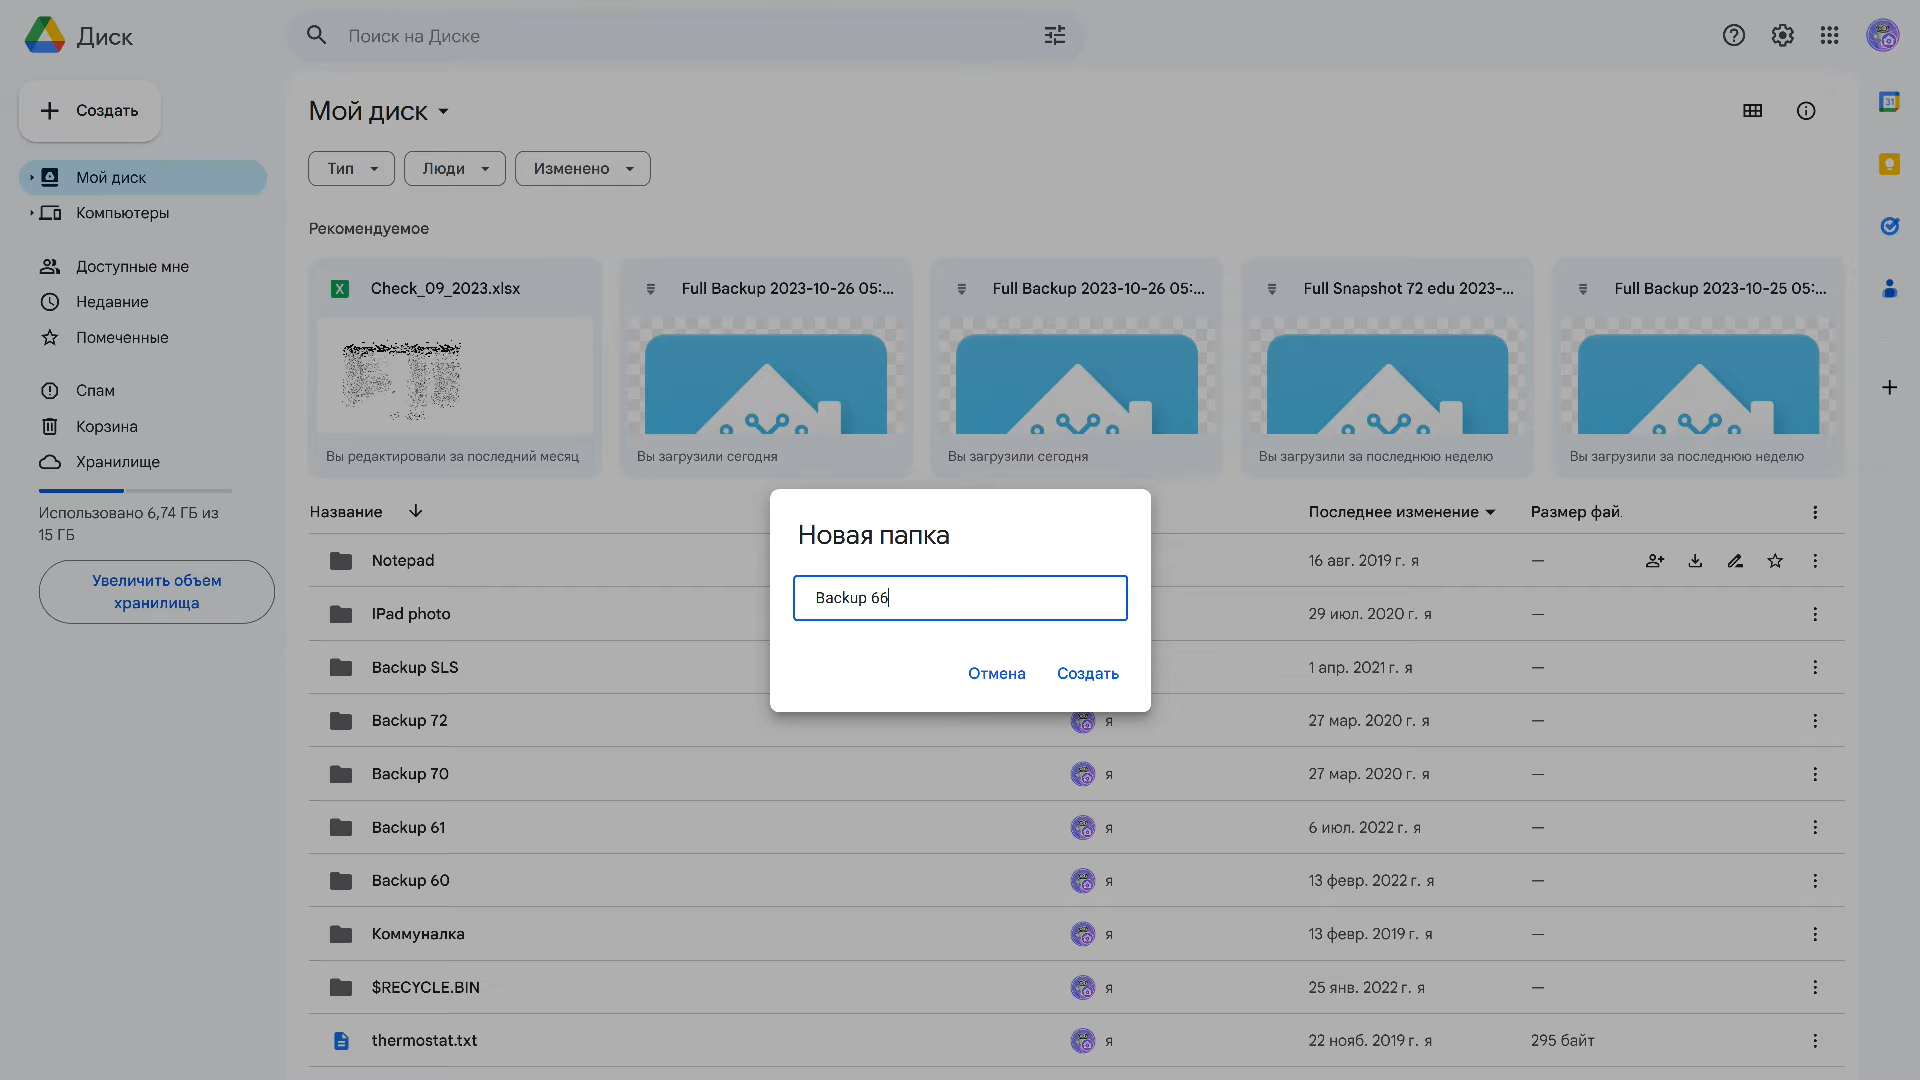 Диск
Поиск на Диске
Создать
Мой диск
Компьютеры
Доступные мне
Недавние
Помеченные
Спам
Корзина
Хранилище
Использовано 6,74 ГБ из
15 ГБ
Увеличить объем
хранилища
Мой диск
Тип
Люди
Изменено
Рекомендуемое
Check_09_2023.xlsx
Вы редактировали за последний месяц
Full Backup 2023-10-26 05:...
Вы загрузили сегодня
Full Backup 2023-10-26 05:...
Вы загрузили сегодня
Full Snapshot 72 edu 2023-...
Вы загрузили за последнюю неделю
Full Backup 2023-10-25 05:...
Вы загрузили за последнюю неделю
Название
Последнее изменение
Размер фай.
Notepad
16 авг. 2019 г. я
—
IPad photo
29 июл. 2020 г. я
—
Backup SLS
1 апр. 2021 г. я
—
Backup 72
я
27 мар. 2020 г. я
—
Backup 70
я
27 мар. 2020 г. я
—
Backup 61
я
6 июл. 2022 г. я
—
Backup 60
я
13 февр. 2022 г. я
—
Коммуналка
я
13 февр. 2019 г. я
—
$RECYCLE.BIN
я
25 янв. 2022 г. я
—
thermostat.txt
я
22 нояб. 2019 г. я
295 байт
Новая папка
Backup 66
Отмена
Создать
31